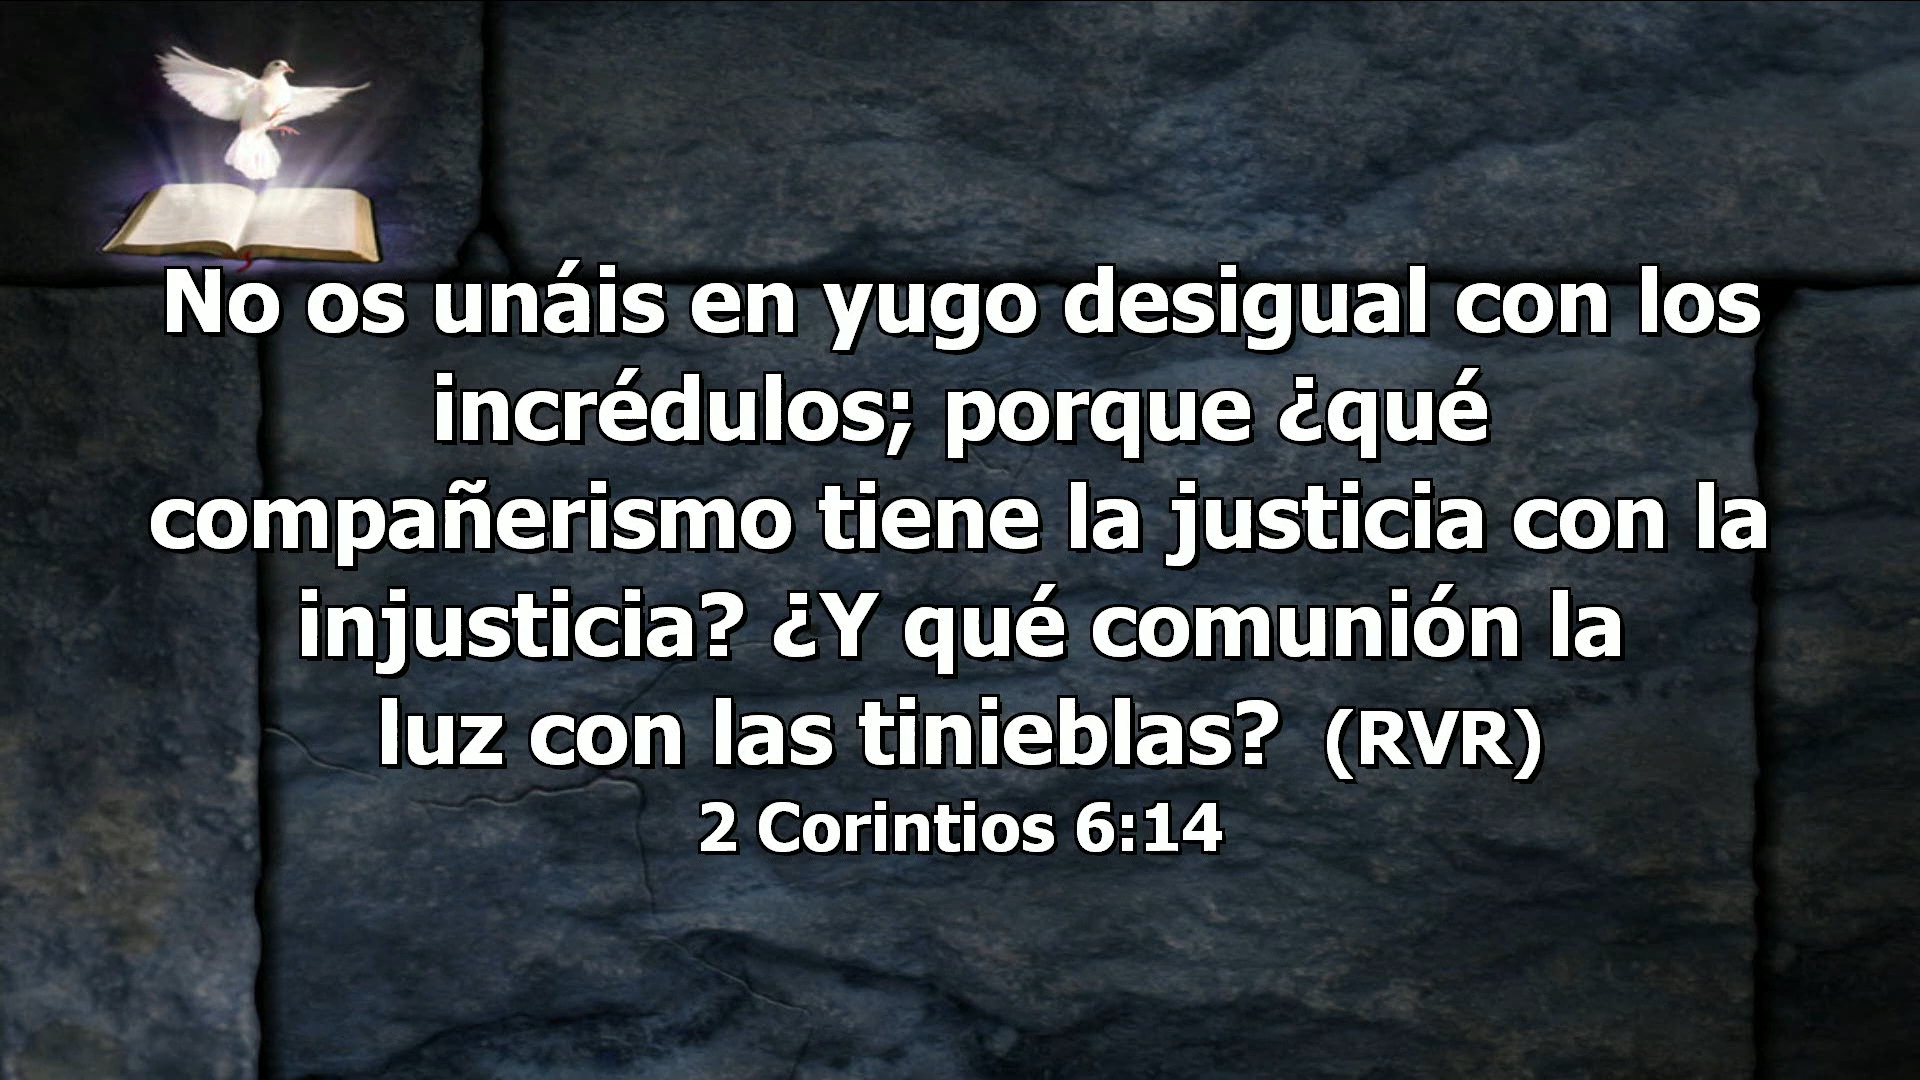 No os unáis en yugo desigual con los
incrédulos; porque ¿qué
compañerismo tiene la justicia con la
injusticia? ¿Y qué comunión la
luz con las tinieblas? (RVR)
2 Corintios 6:14